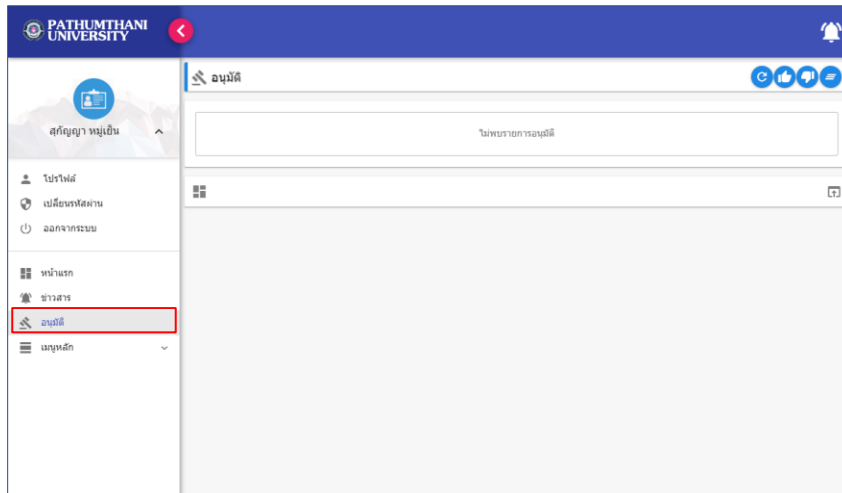 PATHUMTHANI
UNIVERSITY
อนุมัติ
สุกัญญา หมู่เย็น
ไม่พบรายการอนุมัติ
โปรไฟล์
เปลี่ยนรหัสผ่าน
ออกจากระบบ
หน้าแรก
ข่าวสาร
อนุมัติ
เมนูหลัก